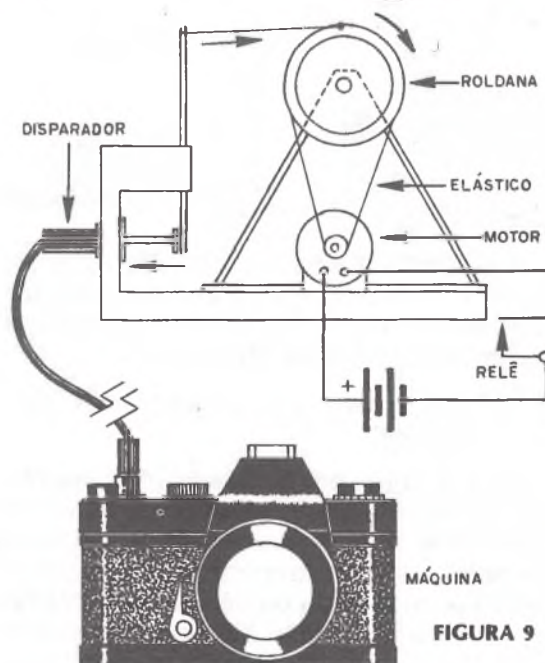 ROLDANA
DISPARADOR
ELÁSTICO
MOTOR
+
RELÊ
MÁQUINA
FIGURA 9